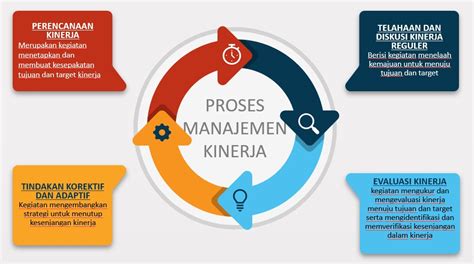 PERENCANAAN
KINERJA
Merupakan kegiatan
menetapkan dan
membuat kesepakatan
tujuan dan target kinerja
TELAHAAN DAN
DISKUSI KINERJA
REGULER
Berisi kegiatan menelaah
kemajuan untuk menuju
tujuan dan target
PROSES
MANAJEMEN
KINERJA
TINDAKAN KOREKTIF
DAN ADAPTIF
Kegiatan mengembangkan
strategi untuk menutup
kesenjangan kinerja
EVALUASI KINERJA
kegiatan mengukur dan
mengevaluasi kinerja
menuju tujuan dan target
serta mengidentifikasi dan
memverifikasi kesenjangan
dalam kinerja